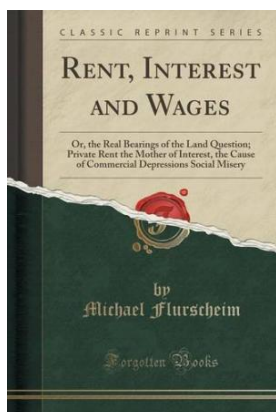 CLASSIC REPRINT SERIES
RENT, INTEREST
AND WAGES
Or, the Real Bearings of the Land Question;
Private Rent the Mother of Interest, the Cause
of Commercial Depressions Social Misery
by
Michael Flurscheim
Forgotten Books